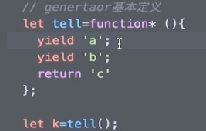 // genertaor基本定义
let tell=function* (){
yield 'a';
yield 'b';
return 'c'
};
let k=tell();